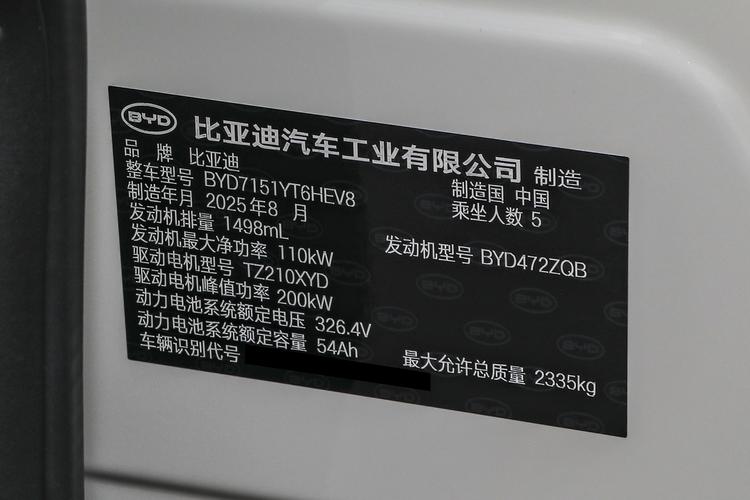 BYD 比亚迪汽车工业有限公司 制造
品 牌 比亚迪 制造国 中国
整车型号 BYD7151YT6HEV8 乘坐人数 5
制造年月 2025年8 月
发动机排量 1498mL 发动机型号 BYD472ZQB
发动机最大净功率 110kW
驱动电机型号 TZ210XYD
驱动电机峰值功率 200kW
动力电池系统额定电压 326.4V
动力电池系统额定容量 54Ah 最大允许总质量 2335kg
车辆识别代号